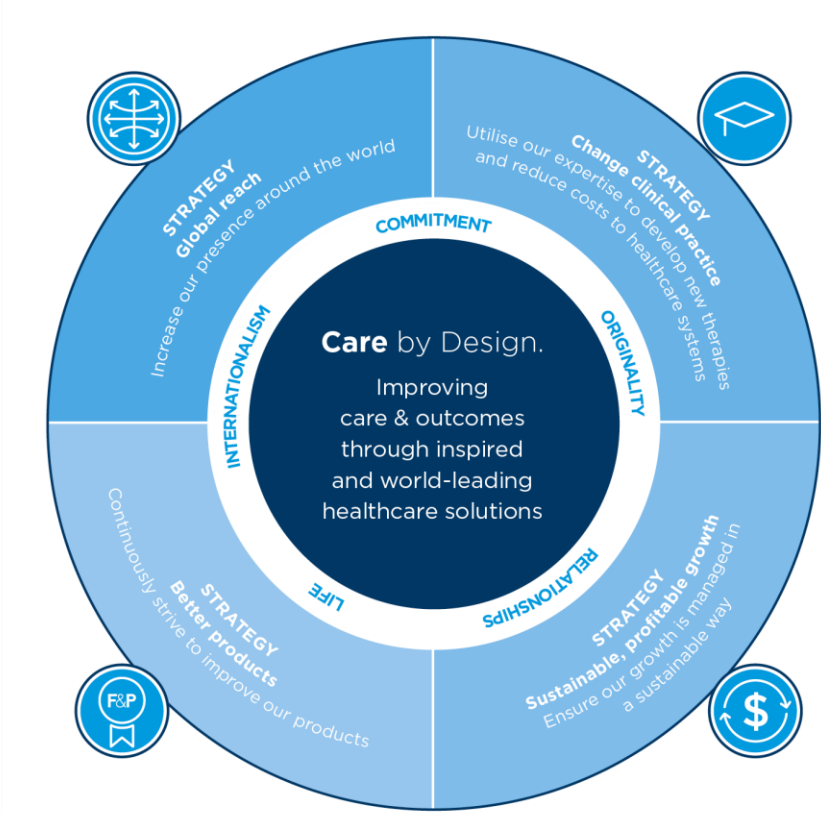 STRATEGY
Global reach
Increase our presence around the world
STRATEGY
Change clinical practice
Utilise our expertise to develop new therapies
and reduce costs to healthcare systems
COMMITMENT
ORIGINALITY
RELATIONSHIPS
LIFE
INTERNATIONALISM
Care by Design.
Improving
care & outcomes
through inspired
and world-leading
healthcare solutions
STRATEGY
Better products
Continuously strive to improve our products
F&P
STRATEGY
Sustainable, profitable growth
Ensure our growth is managed in
a sustainable way
$